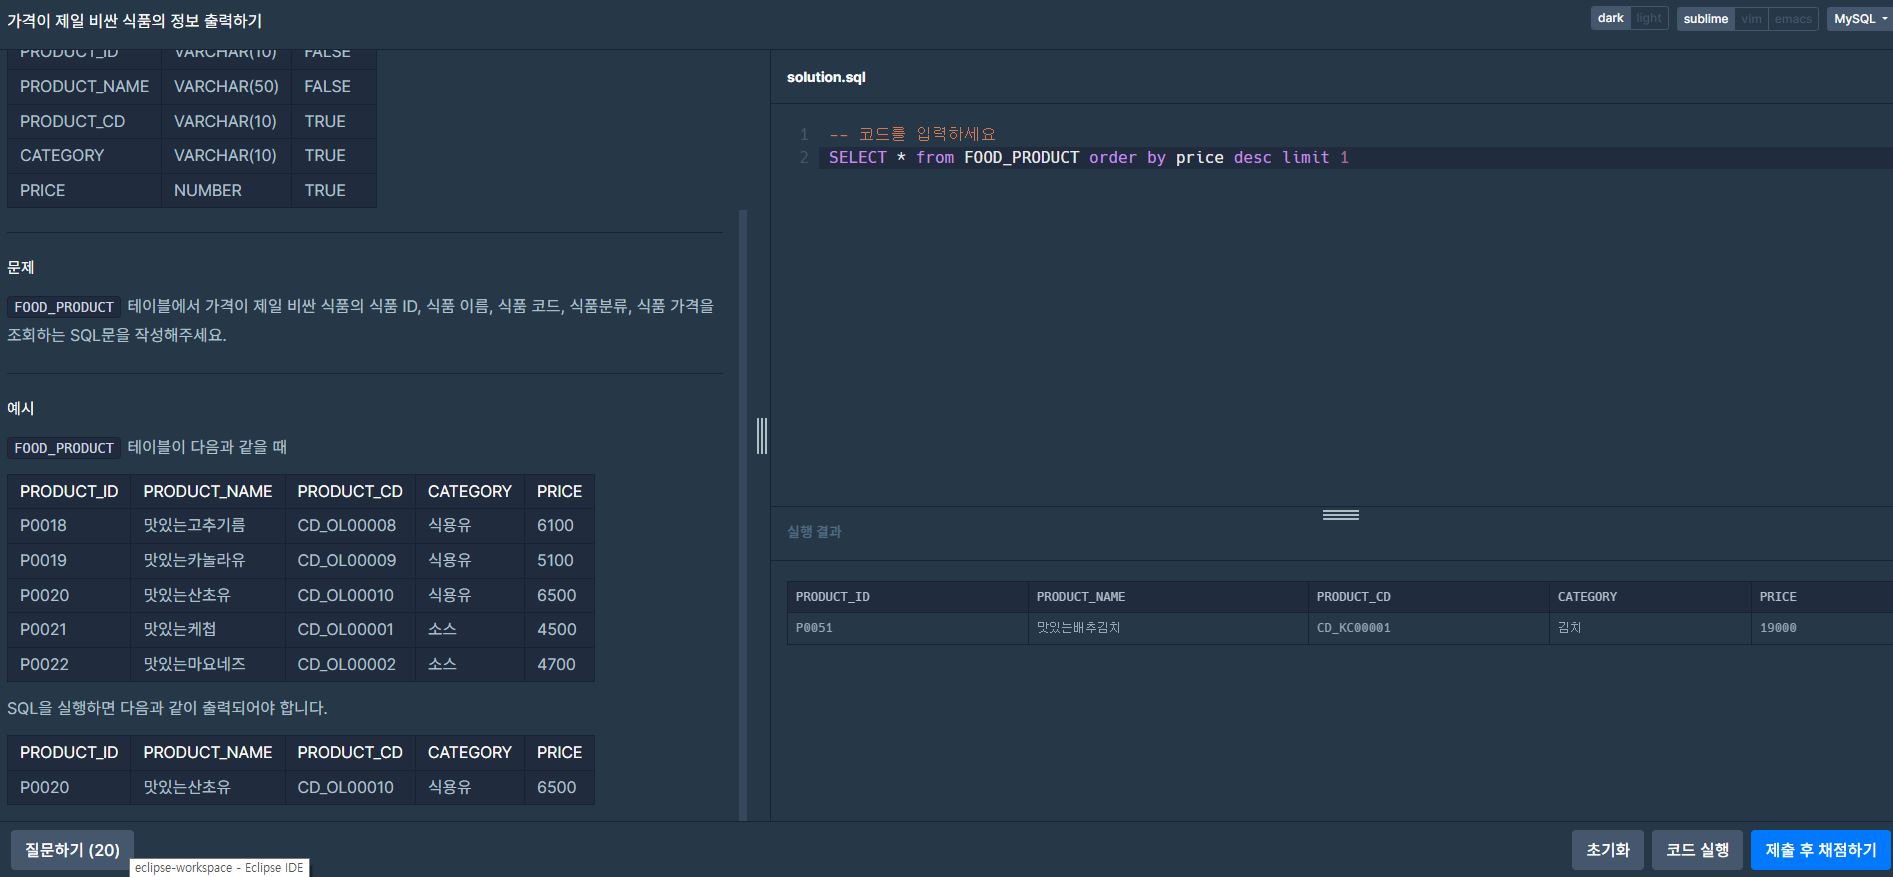 가격이 제일 비싼 식품의 정보 출력하기
dark light sublime vim emacs MySQL
PRODUCT_ID VARCHAR(10) FALSE
PRODUCT_NAME VARCHAR(50) FALSE
PRODUCT_CD VARCHAR(10) TRUE
CATEGORY VARCHAR(10) TRUE
PRICE NUMBER TRUE
문제
FOOD_PRODUCT 테이블에서 가격이 제일 비싼 식품의 식품 ID, 식품 이름, 식품 코드, 식품분류, 식품 가격을
조회하는 SQL문을 작성해주세요.
예시
FOOD_PRODUCT 테이블이 다음과 같을 때
PRODUCT_ID PRODUCT_NAME PRODUCT_CD CATEGORY PRICE
P0018 맛있는고추기름 CD_OL00008 식용유 6100
P0019 맛있는카놀라유 CD_OL00009 식용유 5100
P0020 맛있는산초유 CD_OL00010 식용유 6500
P0021 맛있는케첩 CD_OL00001 소스 4500
P0022 맛있는마요네즈 CD_OL00002 소스 4700
SQL을 실행하면 다음과 같이 출력되어야 합니다.
PRODUCT_ID PRODUCT_NAME PRODUCT_CD CATEGORY PRICE
P0020 맛있는산초유 CD_OL00010 식용유 6500
solution.sql
1 -- 코드를 입력하세요
2 SELECT * from FOOD_PRODUCT order by price desc limit 1
실행 결과
PRODUCT_ID PRODUCT_NAME PRODUCT_CD CATEGORY PRICE
P0051 맛있는배추김치 CD_KC00001 김치 19000
질문하기 (20)
eclipse-workspace - Eclipse IDE
초기화 코드 실행 제출 후 채점하기